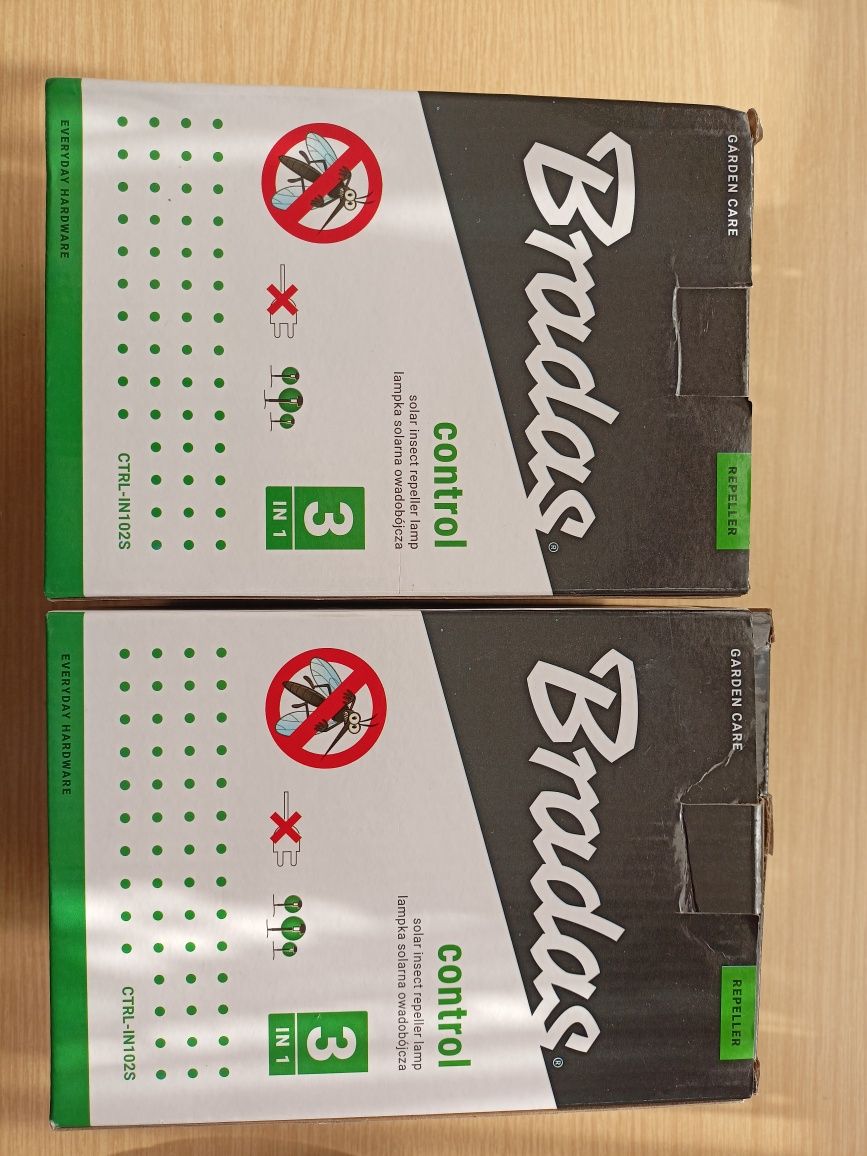 GARDEN CARE
REPELLER
Bradas®
control
solar insect repeller lamp
lampka solarna owadobójcza
3
IN 1
CTRL-IN102S
EVERYDAY HARDWARE
GARDEN CARE
REPELLER
Bradas®
control
solar insect repeller lamp
lampka solarna owadobójcza
3
IN 1
CTRL-IN102S
EVERYDAY HARDWARE